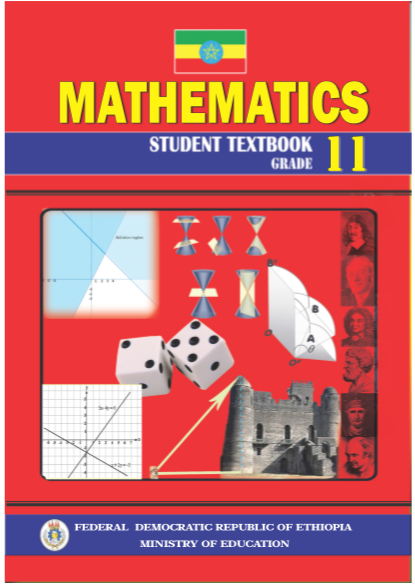 MATHEMATICS
STUDENT TEXTBOOK
GRADE 11
B'
B
A
O
θ
FEDERAL DEMOCRATIC REPUBLIC OF ETHIOPIA
MINISTRY OF EDUCATION